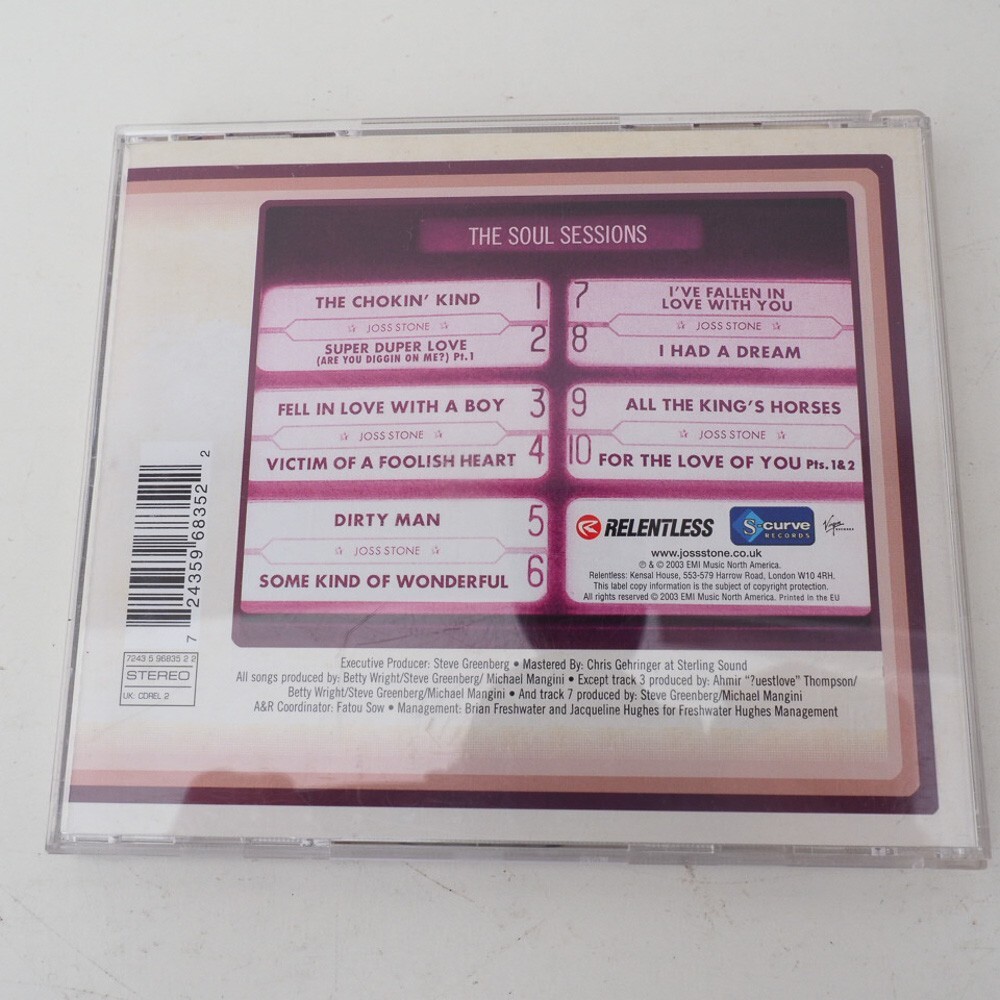 THE SOUL SESSIONS
THE CHOKIN' KIND 1
☆ JOSS STONE ☆
SUPER DUPER LOVE 2
(ARE YOU DIGGIN ON ME?) Pt.1
FELL IN LOVE WITH A BOY 3
☆ JOSS STONE ☆
VICTIM OF A FOOLISH HEART 4
DIRTY MAN 5
☆ JOSS STONE ☆
SOME KIND OF WONDERFUL 6
7 I'VE FALLEN IN
LOVE WITH YOU
☆ JOSS STONE ☆
8 I HAD A DREAM
9 ALL THE KING'S HORSES
☆ JOSS STONE ☆
10 FOR THE LOVE OF YOU Pts. 1&2
RELENTLESS S-curve RECORDS Virgin RECORDS
www.jossstone.co.uk
℗ & © 2003 EMI Music North America.
Relentless: Kensal House, 553-579 Harrow Road, London W10 4RH.
This label copy information is the subject of copyright protection.
All rights reserved © 2003 EMI Music North America. Printed in the EU
7 24359 68352 2
7243 5 96835 2 2
STEREO
UK: CDREL 2
Executive Producer: Steve Greenberg • Mastered By: Chris Gehringer at Sterling Sound
All songs produced by: Betty Wright/Steve Greenberg/ Michael Mangini • Except track 3 produced by: Ahmir "?uestlove" Thompson/
Betty Wright/Steve Greenberg/Michael Mangini • And track 7 produced by: Steve Greenberg/Michael Mangini
A&R Coordinator: Fatou Sow • Management: Brian Freshwater and Jacqueline Hughes for Freshwater Hughes Management